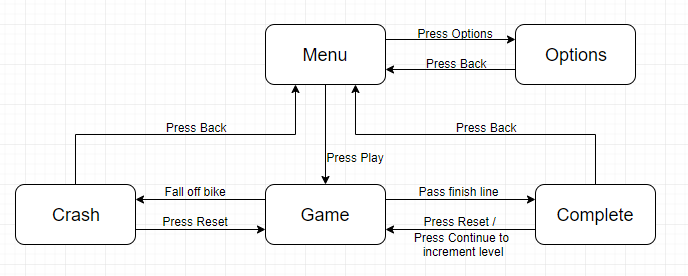 Press Options
Menu
Options
Press Back
Press Back
Press Back
Press Play
Fall off bike
Pass finish line
Crash
Game
Complete
Press Reset
Press Reset /
Press Continue to
increment level